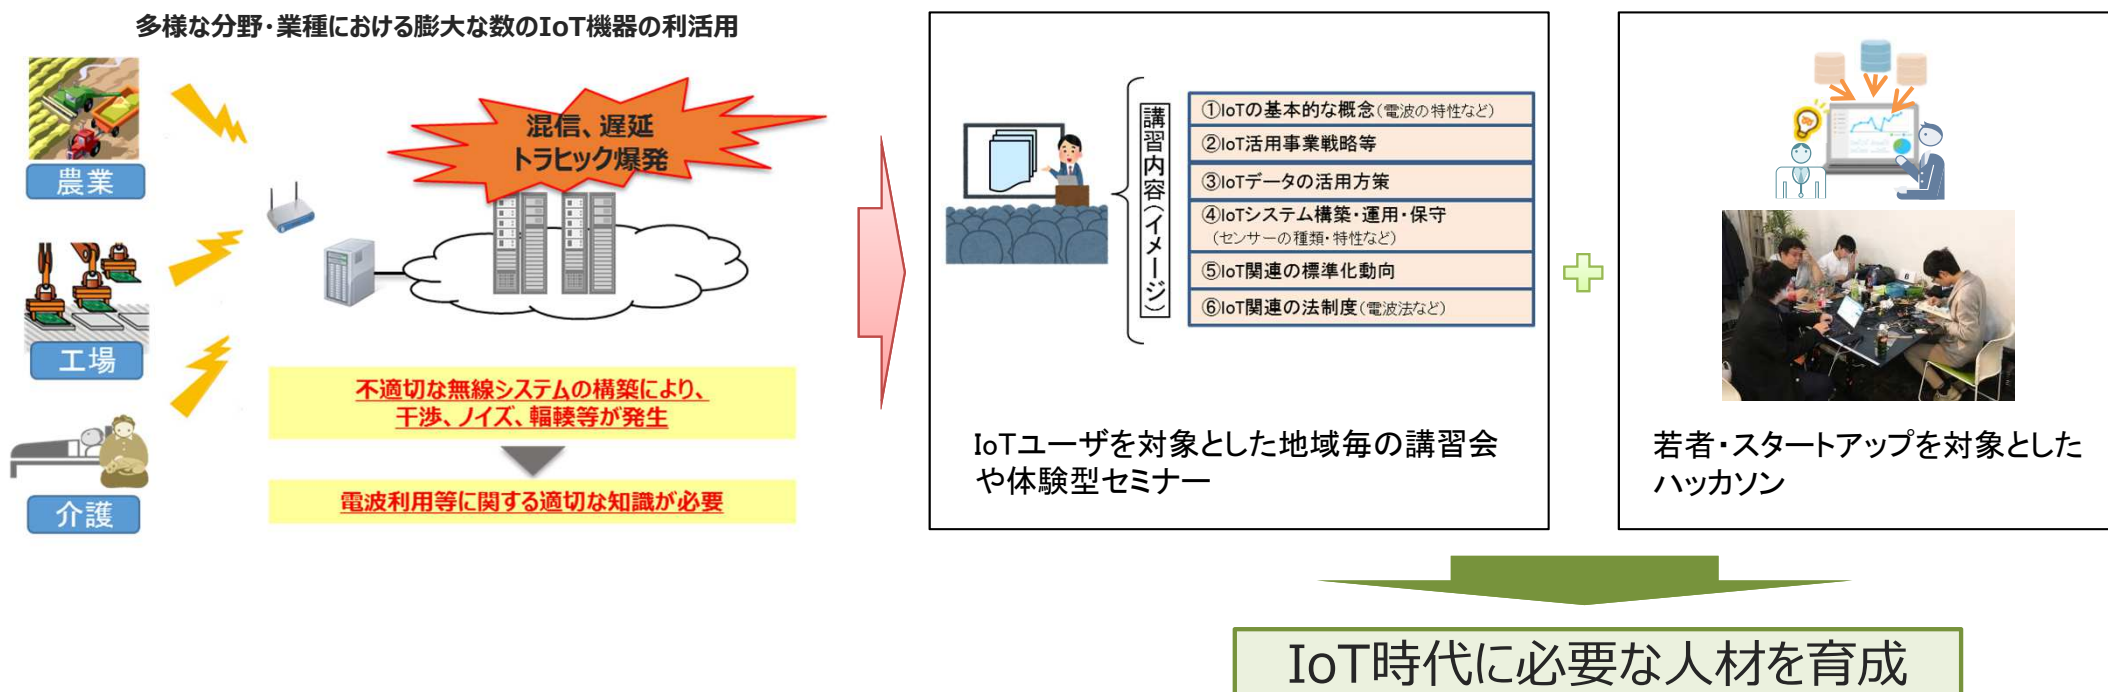 多様な分野・業種における膨大な数のIoT機器の利活用
農業
工場
介護
混信、遅延
トラヒック爆発
不適切な無線システムの構築により、
干渉、ノイズ、輻輳等が発生
電波利用等に関する適切な知識が必要
講習内容(イメージ)
①IoTの基本的な概念(電波の特性など)
②IoT活用事業戦略等
③IoTデータの活用方策
④IoTシステム構築・運用・保守
(センサーの種類・特性など)
⑤IoT関連の標準化動向
⑥IoT関連の法制度(電波法など)
IoTユーザを対象とした地域毎の講習会
や体験型セミナー
若者・スタートアップを対象とした
ハッカソン
IoT時代に必要な人材を育成